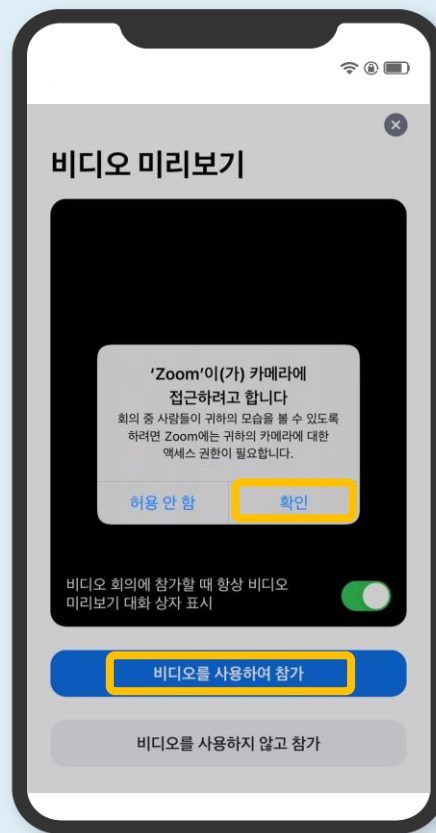 비디오 미리보기
‘Zoom’이(가) 카메라에
접근하려고 합니다
회의 중 사람들이 귀하의 모습을 볼 수 있도록
하려면 Zoom에는 귀하의 카메라에 대한
액세스 권한이 필요합니다.
허용 안 함 확인
비디오 회의에 참가할 때 항상 비디오
미리보기 대화 상자 표시
비디오를 사용하여 참가
비디오를 사용하지 않고 참가